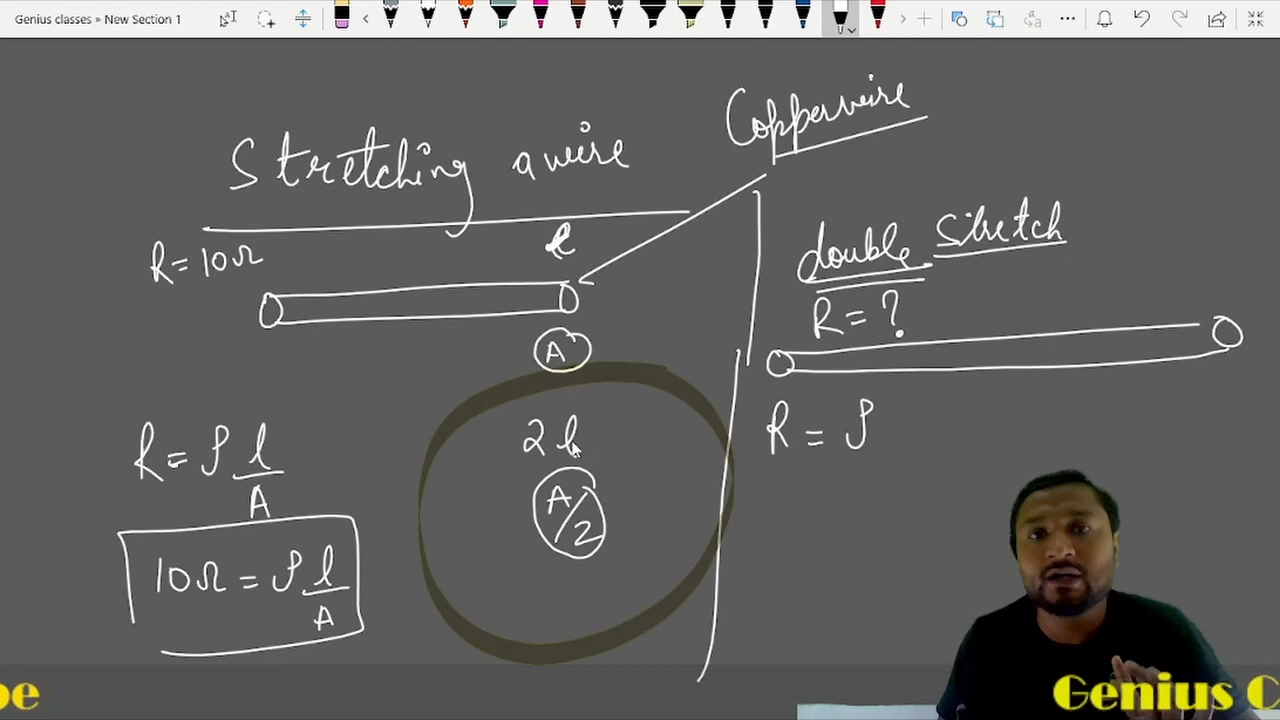 Genius classes » New Section 1
Stretching a wire
Copperwire
R = 10Ω
l
A
double stretch
R = ?
R = ρ l/A
10Ω = ρ l/A
2l
A/2
R = ρ
Genius C